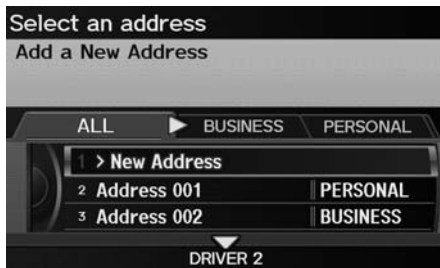 Select an address
Add a New Address
ALL BUSINESS PERSONAL
1 > New Address
2 Address 001 PERSONAL
3 Address 002 BUSINESS
DRIVER 2